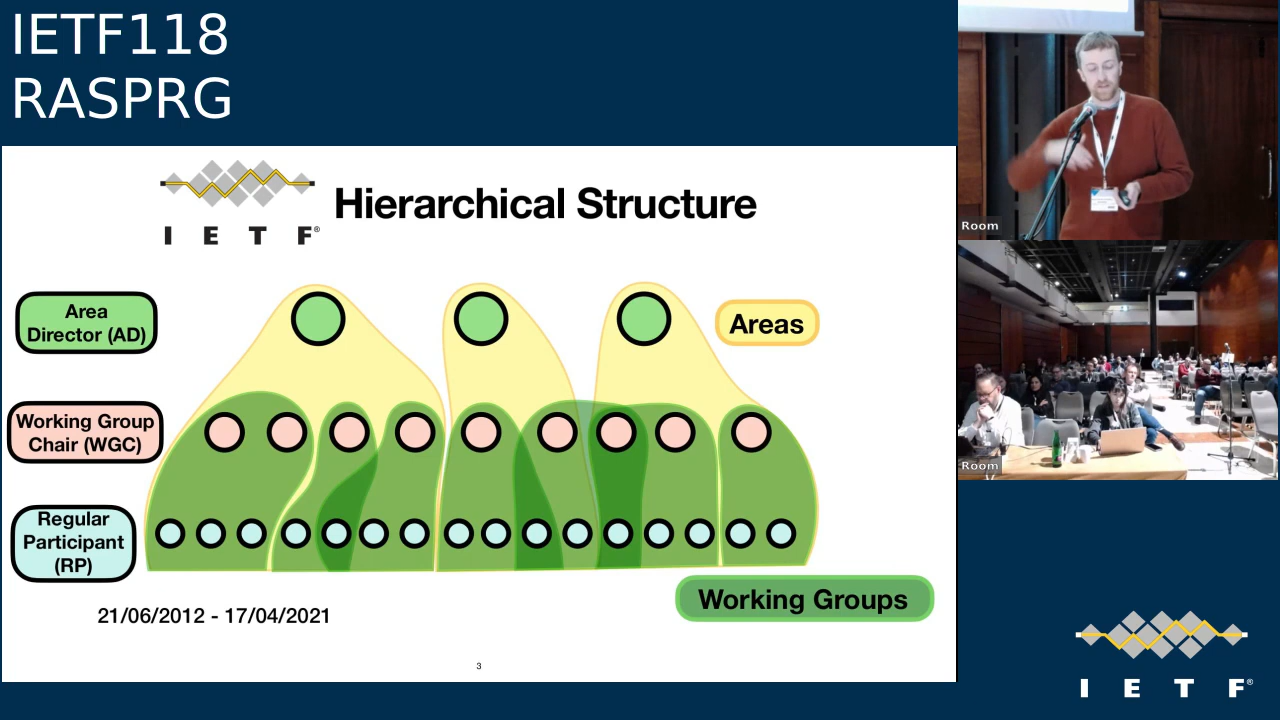 IETF118
RASPRG
I E T F®
Hierarchical Structure
Area
Director (AD)
Areas
Working Group
Chair (WGC)
Regular
Participant
(RP)
Working Groups
21/06/2012 - 17/04/2021
3
Room
Room
I E T F®